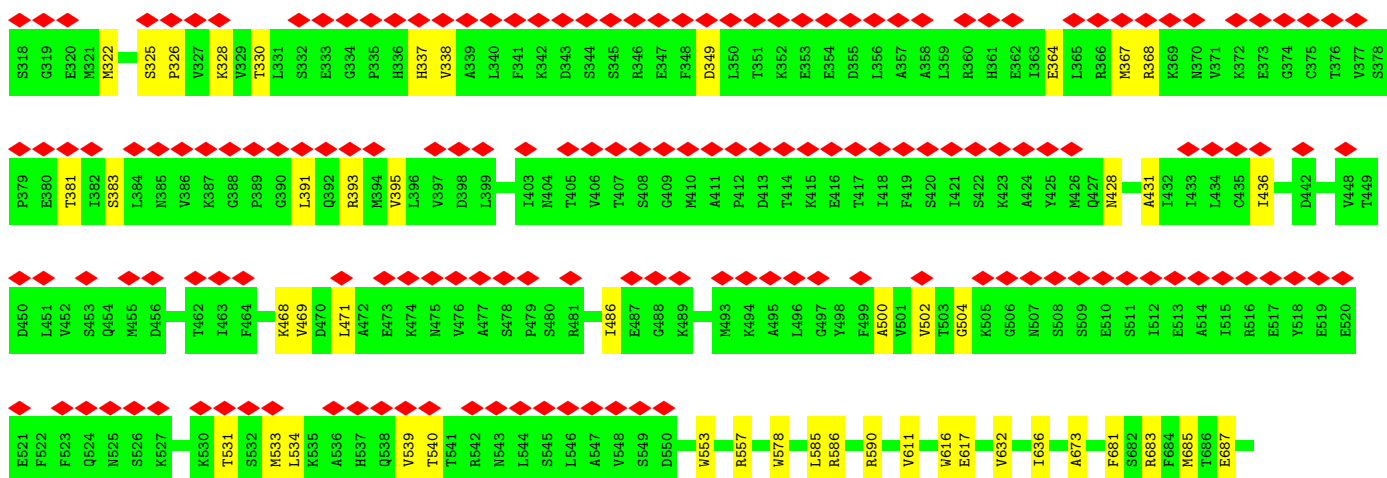 S318 G319 E320 M321 M322 S325 P326 V327 K328 V329 T330 L331 S332 E333 G334 P335 H336 H337 V338 A339 L340 F341 K342 D343 S344 S345 R346 E347 F348 D349 L350 T351 K352 E353 E354 D355 L356 A357 A358 L359 R360 H361 E362 I363 E364 L365 R366 M367 R368 K369 N370 V371 K372 E373 G374 C375 T376 V377 S378
P379 E380 T381 I382 S383 L384 N385 V386 K387 G388 P389 G390 L391 Q392 R393 M394 V395 L396 V397 D398 L399 I403 N404 T405 V406 T407 S408 G409 M410 A411 P412 D413 T414 K415 E416 T417 I418 F419 S420 I421 S422 K423 A424 Y425 M426 Q427 N428 A431 I432 I433 L434 C435 I436 D442 V448 T449
D450 L451 V452 S453 Q454 M455 D456 T462 I463 F464 K468 V469 D470 L471 A472 E473 K474 N475 V476 A477 S478 P479 S480 R481 I486 E487 G488 K489 M493 K494 A495 L496 G497 Y498 F499 A500 V501 V502 T503 G504 K505 G506 N507 S508 S509 E510 S511 I512 E513 A514 I515 R516 E517 Y518 E519 E520
E521 F522 F523 Q524 N525 S526 K527 K530 T531 S532 M533 L534 K535 A536 H537 Q538 V539 T540 T541 R542 N543 L544 S545 L546 A547 V548 S549 D550 W553 R557 W578 L585 R586 R590 V611 W616 E617 V632 I636 A673 F681 S682 R683 F684 M685 T686 E687